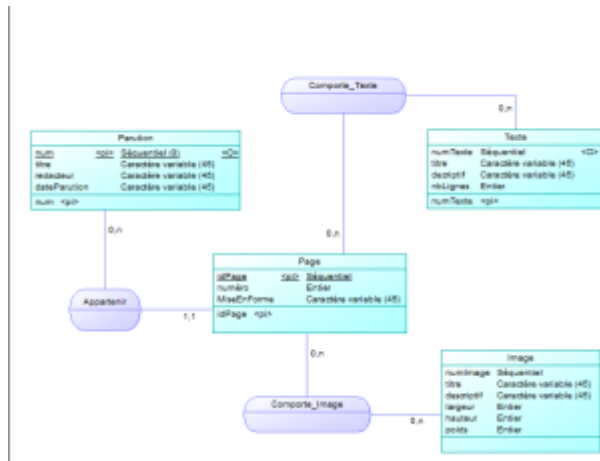 Comporte_Texte
0,n
Parution
num <pi> Séquentiel (8) <O>
titre Caractère variable (45)
redacteur Caractère variable (45)
dateParution Caractère variable (45)
num <pi>
Texte
numTexte Séquentiel <O>
titre Caractère variable (45)
descriptif Caractère variable (45)
nbLignes Entier
numTexte <pi>
0,n
0,n
Page
idPage <pi> Séquentiel
numéro Entier
MiseEnForme Caractère variable (45)
idPage <pi>
Appartenir
1,1
0,n
Image
numImage Séquentiel
titre Caractère variable (45)
descriptif Caractère variable (45)
largeur Entier
hauteur Entier
poids Entier
Comporte_Image
0,n